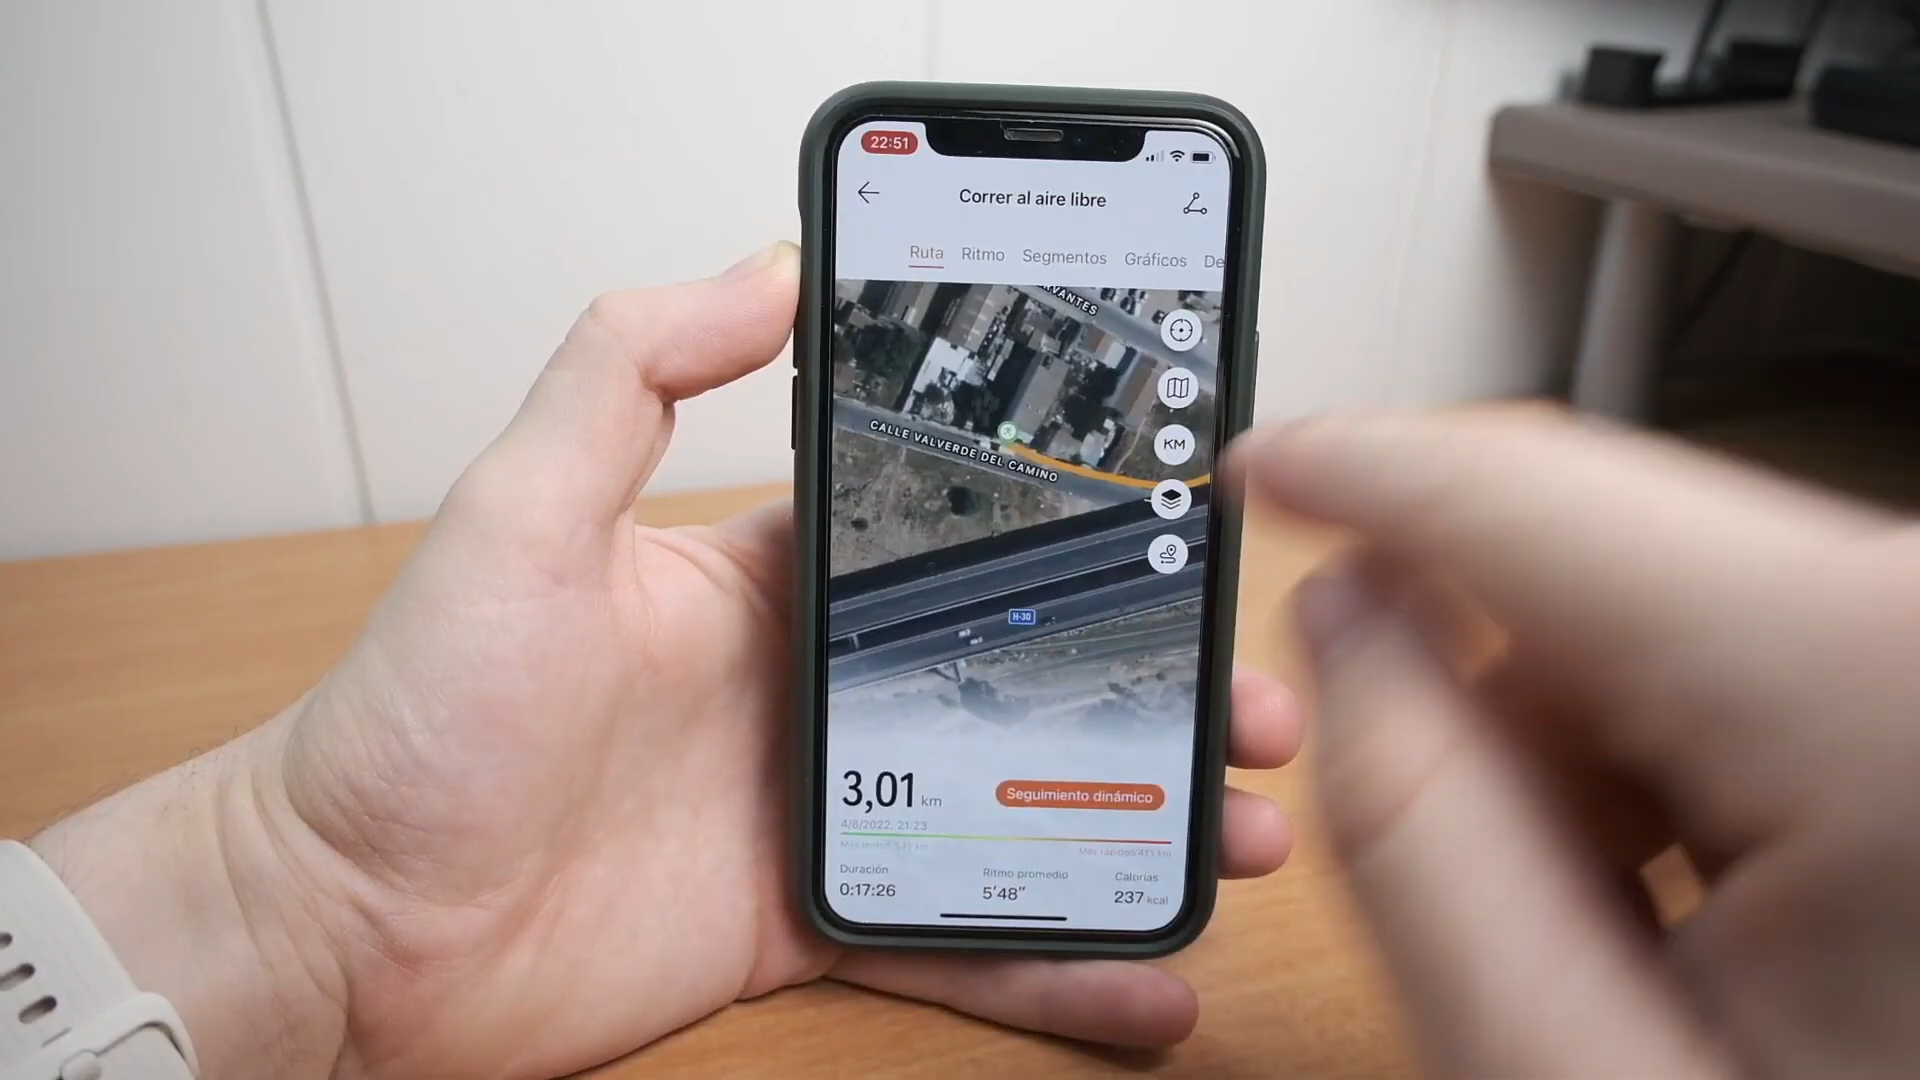 22:51
Correr al aire libre
Ruta Ritmo Segmentos Gráficos De
RVANTES
KM
CALLE VALVERDE DEL CAMINO
H-30
3,01 km
Seguimiento dinámico
4/8/2022, 21:23
Duración Ritmo promedio Calorías
0:17:26 5'48" 237 kcal